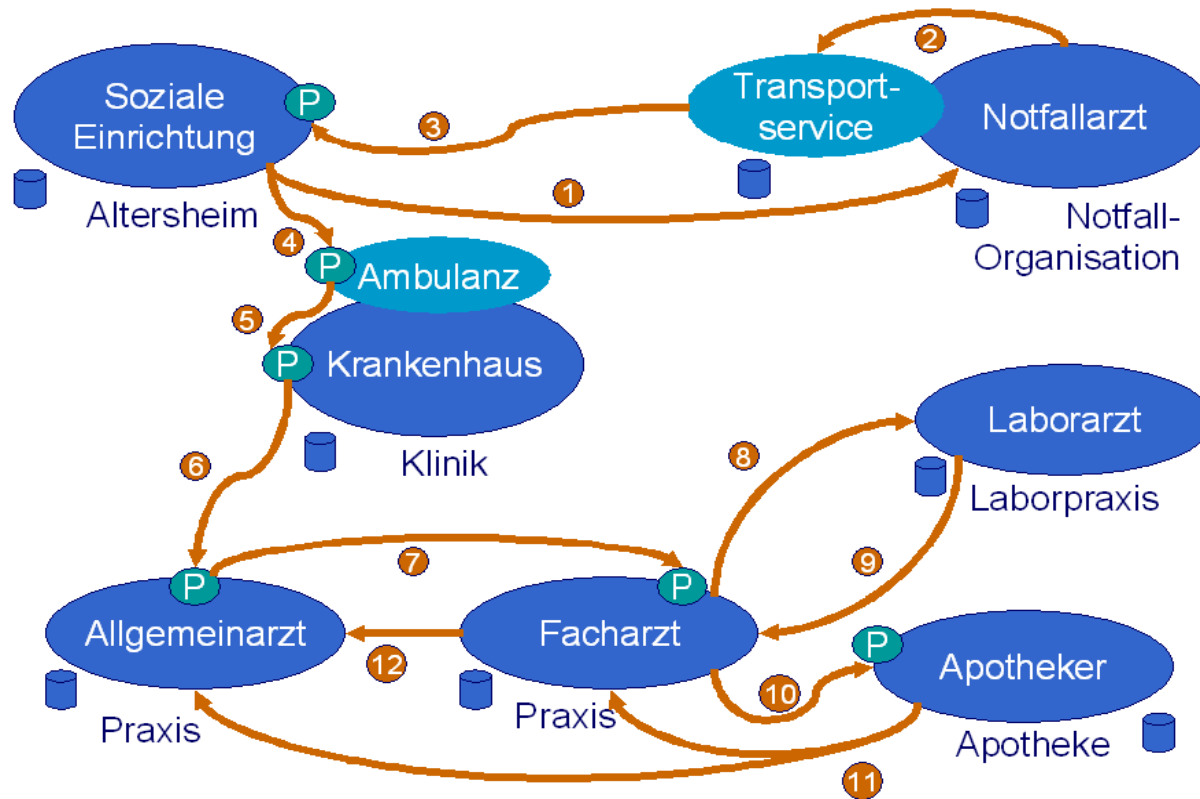 2
Soziale
Einrichtung
P
Transport-
service
Notfallarzt
3
1
Altersheim
Notfall-
Organisation
4
P
Ambulanz
5
P
Krankenhaus
Laborarzt
6
8
Klinik
Laborpraxis
7
9
P
P
Allgemeinarzt
Facharzt
P
Apotheker
12
10
Praxis
Praxis
Apotheke
11